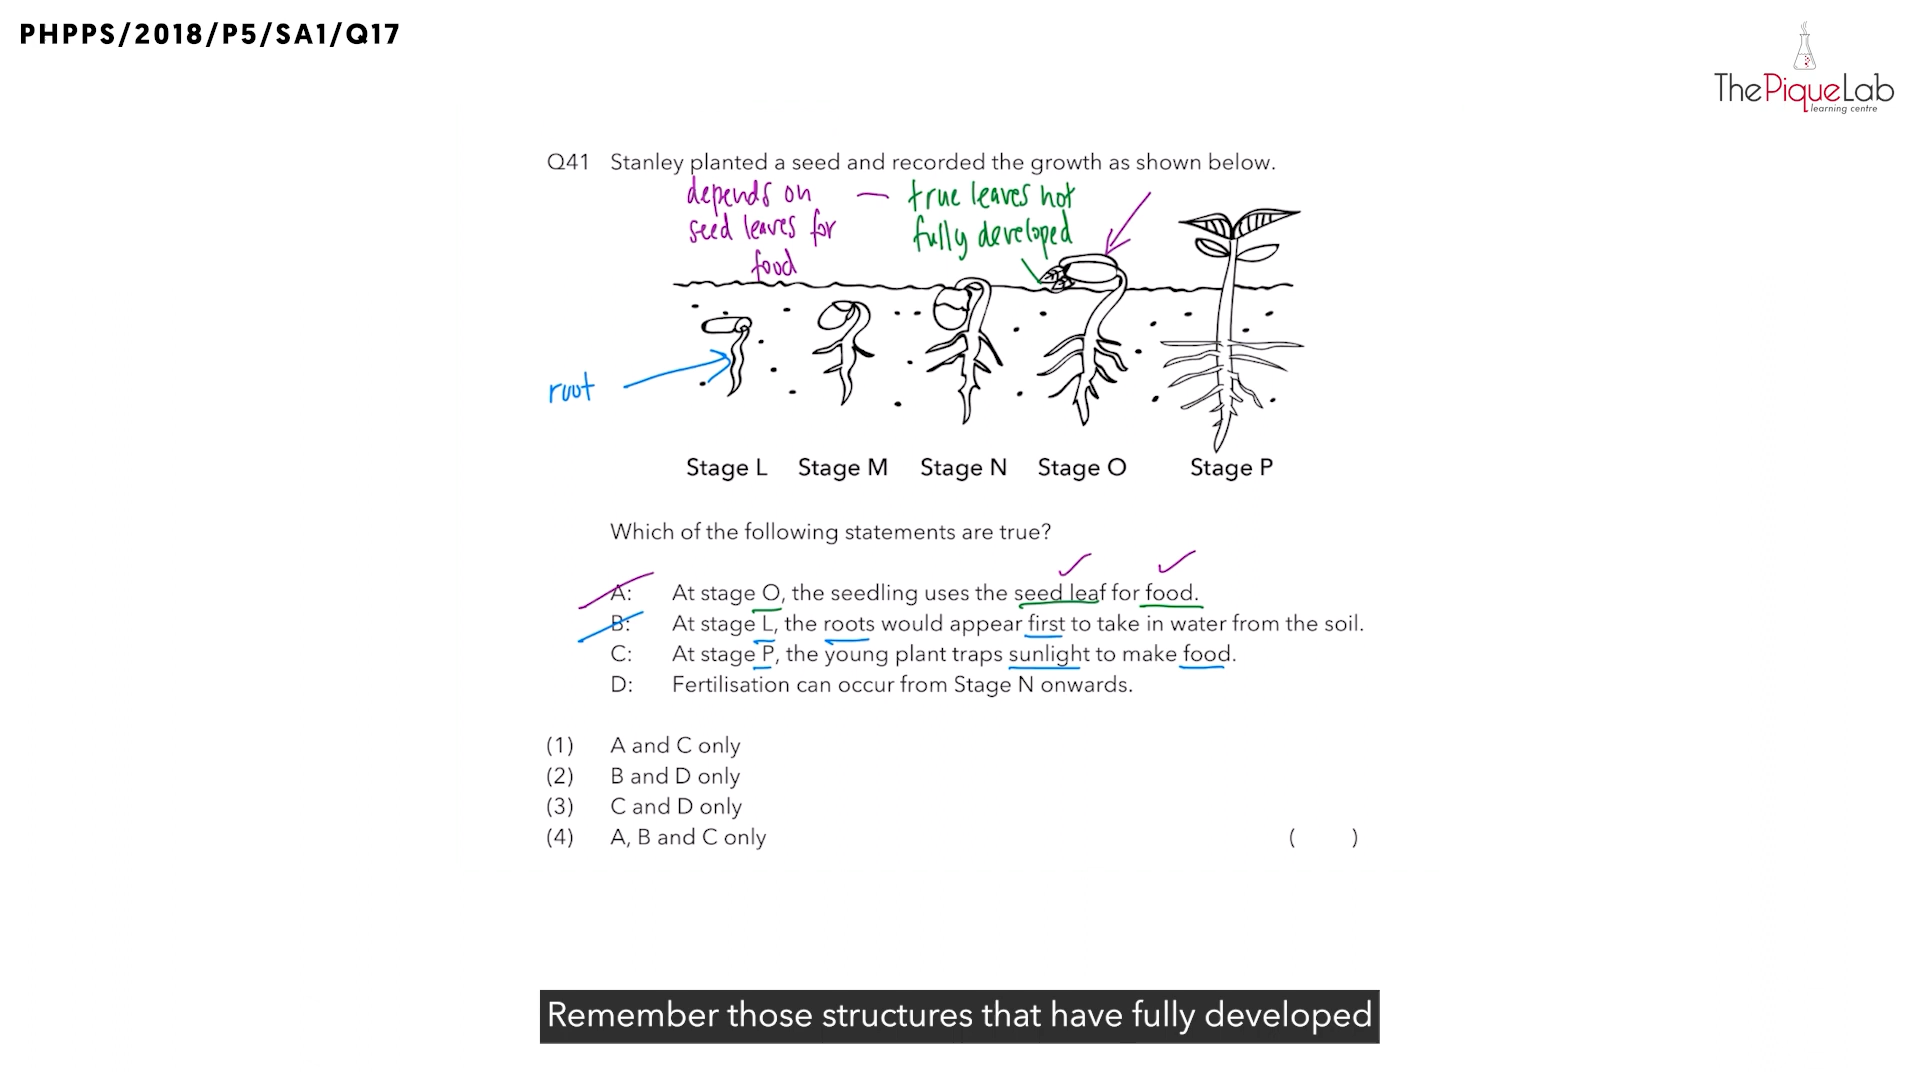 PHPPS/2018/P5/SA1/Q17
ThePiqueLab
learning centre
Q41 Stanley planted a seed and recorded the growth as shown below.
depends on
seed leaves for
food
true leaves not
fully developed
root
Stage L Stage M Stage N Stage O Stage P
Which of the following statements are true?
A: At stage O, the seedling uses the seed leaf for food.
B: At stage L, the roots would appear first to take in water from the soil.
C: At stage P, the young plant traps sunlight to make food.
D: Fertilisation can occur from Stage N onwards.
(1) A and C only
(2) B and D only
(3) C and D only
(4) A, B and C only ( )
Remember those structures that have fully developed